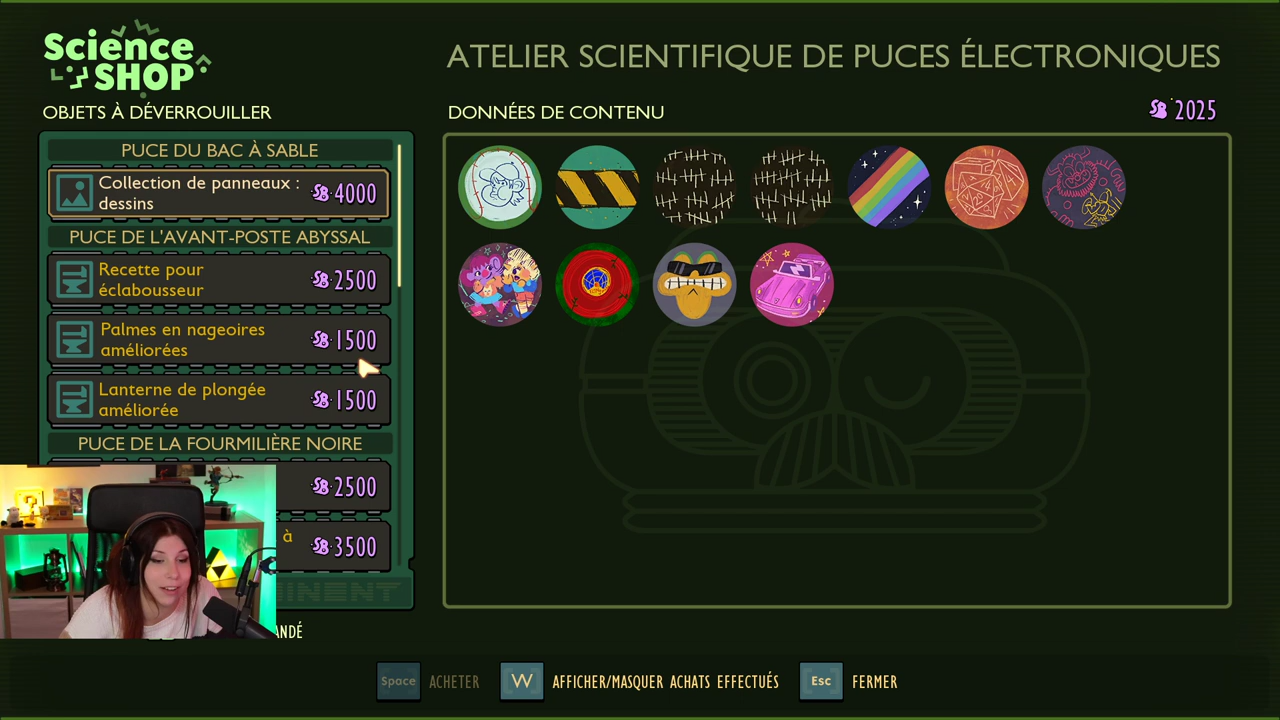 Science
SHOP
ATELIER SCIENTIFIQUE DE PUCES ÉLECTRONIQUES
OBJETS À DÉVERROUILLER
DONNÉES DE CONTENU
2025
PUCE DU BAC À SABLE
Collection de panneaux :
dessins
4000
PUCE DE L'AVANT-POSTE ABYSSAL
Recette pour
éclabousseur
2500
Palmes en nageoires
améliorées
1500
Lanterne de plongée
améliorée
1500
PUCE DE LA FOURMILIÈRE NOIRE
2500
à
3500
INENT
ANDÉ
Space ACHETER
W AFFICHER/MASQUER ACHATS EFFECTUÉS
Esc FERMER